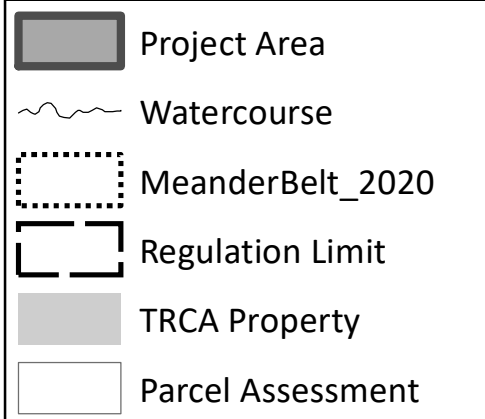 Project Area
Watercourse
MeanderBelt_2020
Regulation Limit
TRCA Property
Parcel Assessment